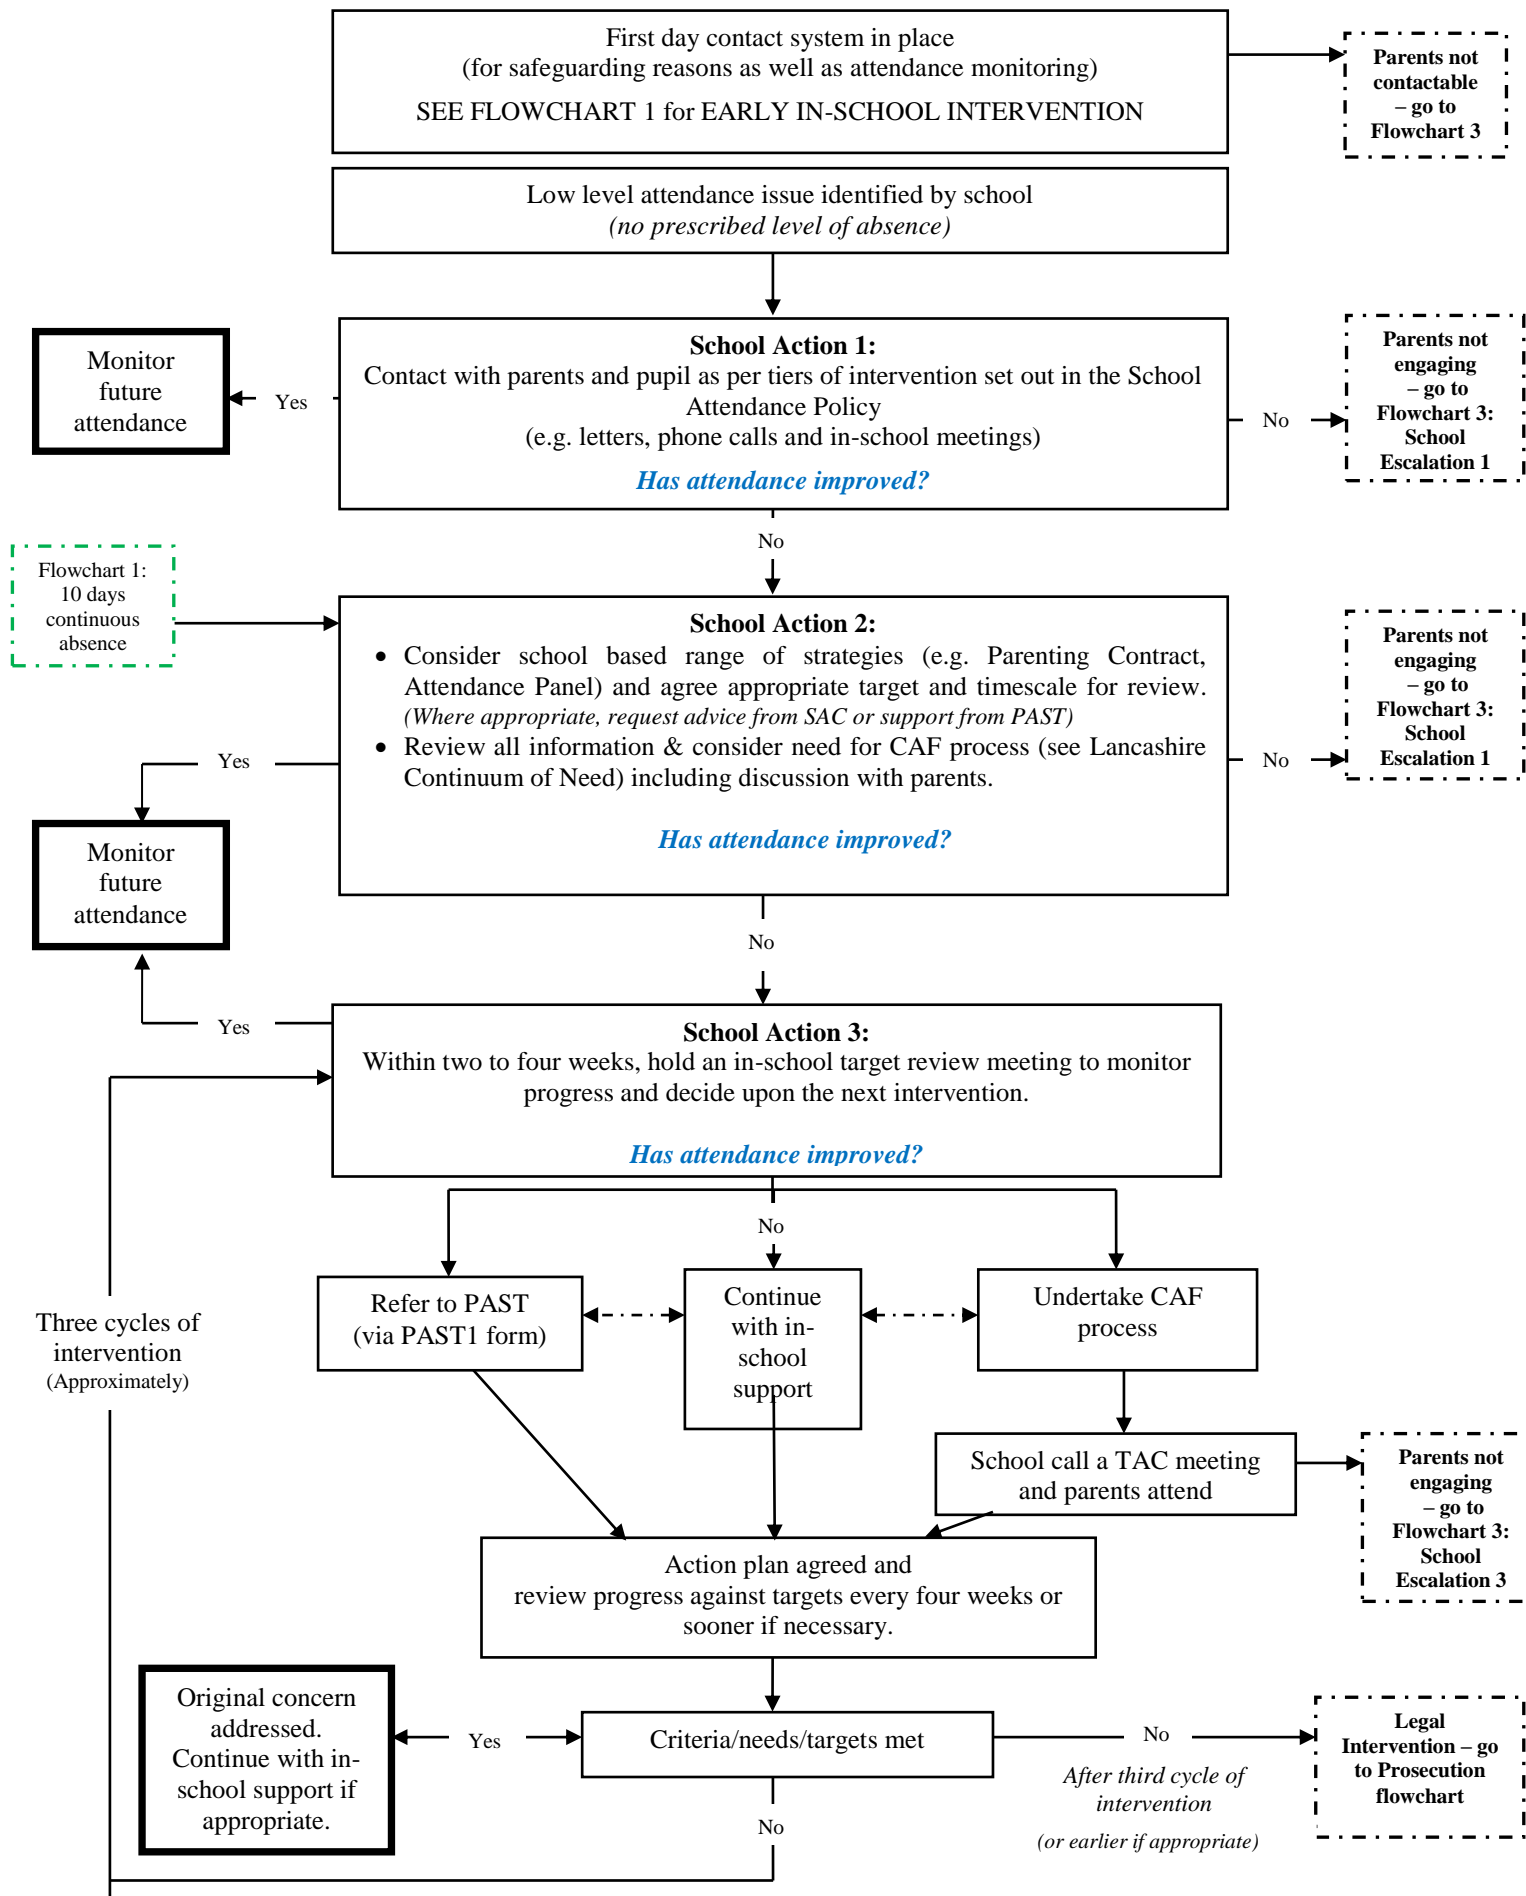 First day contact system in place
(for safeguarding reasons as well as attendance monitoring)
SEE FLOWCHART 1 for EARLY IN-SCHOOL INTERVENTION
Parents not
contactable
– go to
Flowchart 3
Low level attendance issue identified by school
(no prescribed level of absence)
Monitor
future
attendance
Yes
School Action 1:
Contact with parents and pupil as per tiers of intervention set out in the School
Attendance Policy
(e.g. letters, phone calls and in-school meetings)
Has attendance improved?
No
Parents not
engaging
– go to
Flowchart 3:
School
Escalation 1
No
Flowchart 1:
10 days
continuous
absence
School Action 2:
• Consider school based range of strategies (e.g. Parenting Contract,
Attendance Panel) and agree appropriate target and timescale for review.
(Where appropriate, request advice from SAC or support from PAST)
• Review all information & consider need for CAF process (see Lancashire
Continuum of Need) including discussion with parents.
Has attendance improved?
No
Parents not
engaging
– go to
Flowchart 3:
School
Escalation 1
Yes
Monitor
future
attendance
No
Yes
School Action 3:
Within two to four weeks, hold an in-school target review meeting to monitor
progress and decide upon the next intervention.
Has attendance improved?
No
Three cycles of
intervention
(Approximately)
Refer to PAST
(via PAST1 form)
Continue
with in-
school
support
Undertake CAF
process
School call a TAC meeting
and parents attend
Parents not
engaging
– go to
Flowchart 3:
School
Escalation 3
Action plan agreed and
review progress against targets every four weeks or
sooner if necessary.
Original concern
addressed.
Continue with in-
school support if
appropriate.
Yes
Criteria/needs/targets met
No
After third cycle of
intervention
(or earlier if appropriate)
Legal
Intervention – go
to Prosecution
flowchart
No